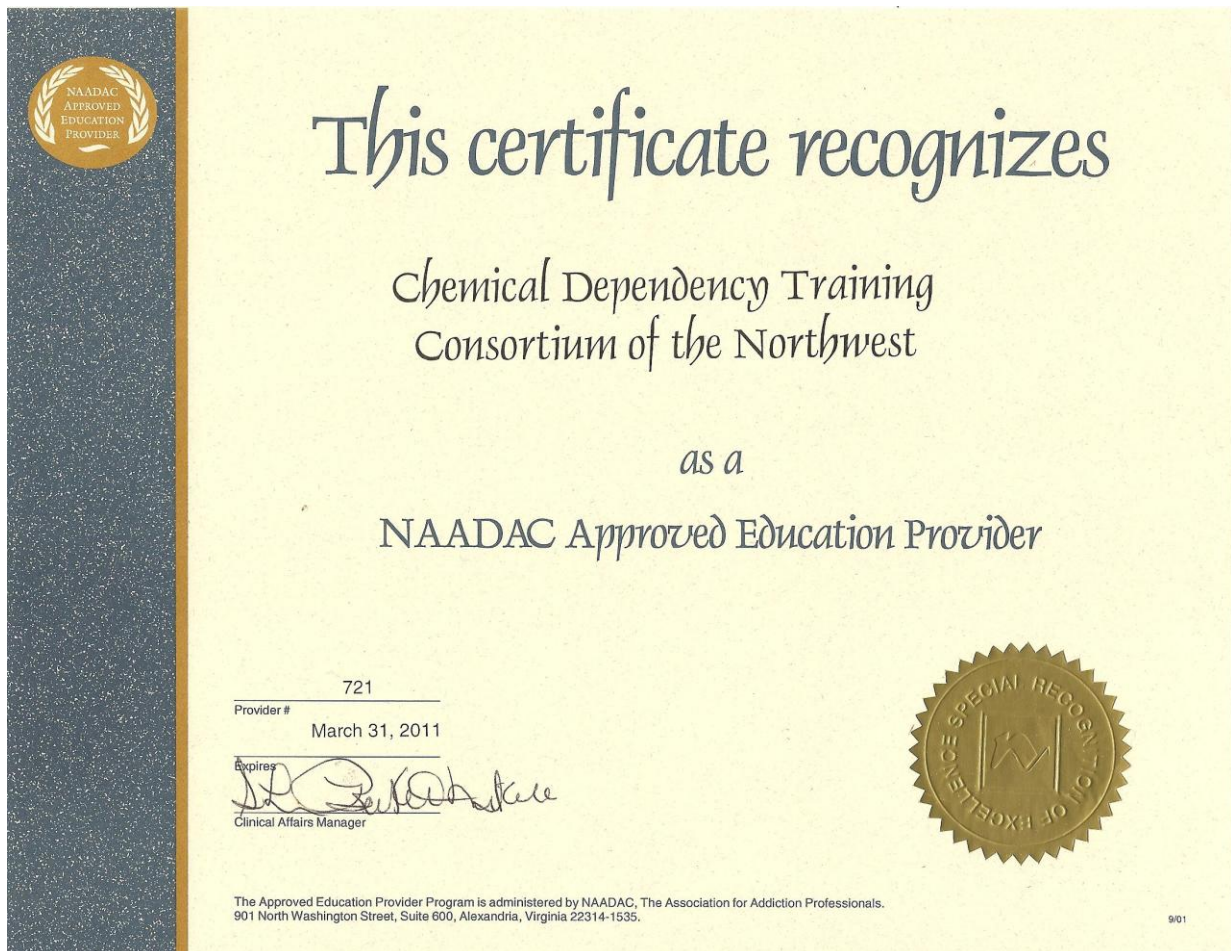 NAADAC
APPROVED
EDUCATION
PROVIDER
This certificate recognizes
Chemical Dependency Training
Consortium of the Northwest
as a
NAADAC Approved Education Provider
721
Provider #
March 31, 2011
Expires
Clinical Affairs Manager
SPECIAL RECOGNITION OF EXCELLENCE
The Approved Education Provider Program is administered by NAADAC, The Association for Addiction Professionals.
901 North Washington Street, Suite 600, Alexandria, Virginia 22314-1535.
9/01